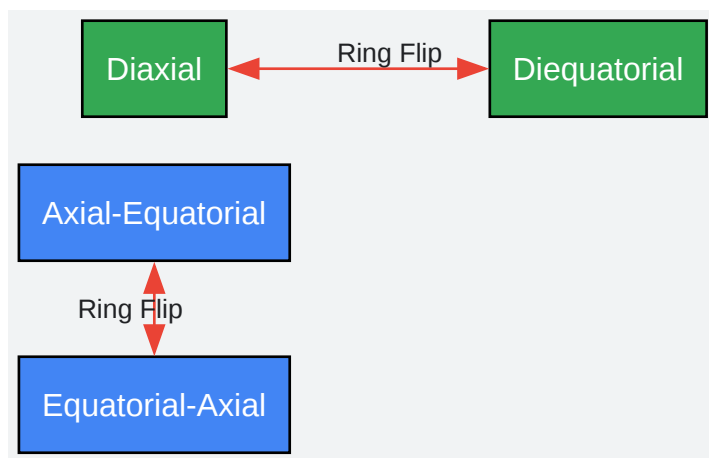 Diaxial
Ring Flip
Diequatorial
Axial-Equatorial
Ring Flip
Equatorial-Axial